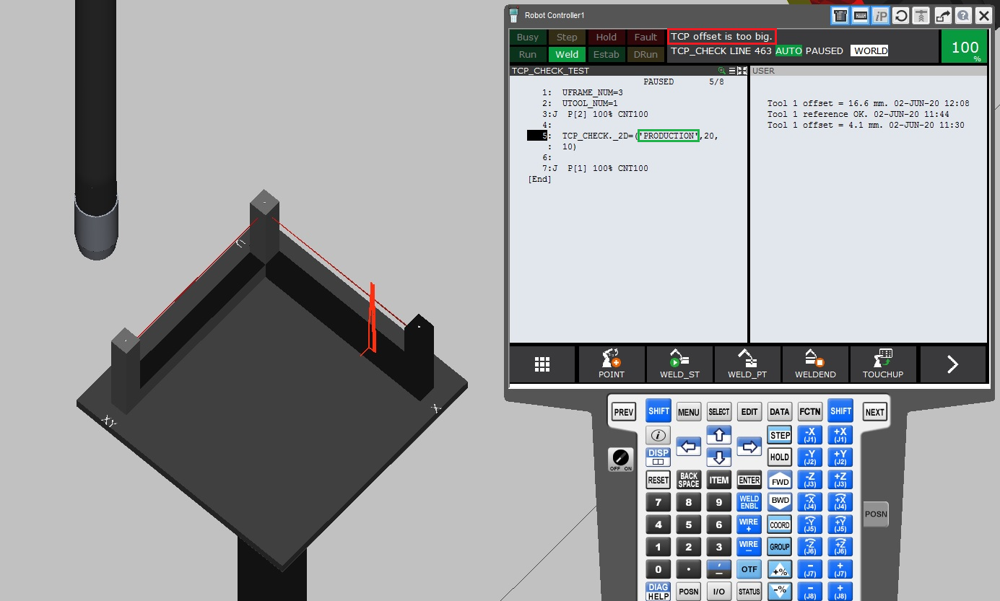 Robot Controller1
iP
Busy Step Hold Fault
TCP offset is too big.
Run Weld Estab DRun
TCP_CHECK LINE 463 AUTO PAUSED WORLD
100
%
TCP_CHECK_TEST
USER
PAUSED 5/8
1: UFRAME_NUM=3
2: UTOOL_NUM=1
3:J P[2] 100% CNT100
4:
5: TCP_CHECK._2D=('PRODUCTION',20,
: 10)
6:
7:J P[1] 100% CNT100
[End]
Tool 1 offset = 16.6 mm. 02-JUN-20 12:08
Tool 1 reference OK. 02-JUN-20 11:44
Tool 1 offset = 4.1 mm. 02-JUN-20 11:30
POINT
WELD_ST
WELD_PT
WELDEND
TOUCHUP
U
XY
X
PREV SHIFT MENU SELECT EDIT DATA FCTN SHIFT NEXT
i
STEP
-X (J1)
+X (J1)
OFF ON
DISP
HOLD
-Y (J2)
+Y (J2)
RESET
BACK SPACE
ITEM
ENTER
FWD
-Z (J3)
+Z (J3)
7 8 9
WELD ENBL
BWD
-X (J4)
+X (J4)
POSN
4 5 6
WIRE +
COORD
-Y (J5)
+Y (J5)
1 2 3
WIRE −
GROUP
-Z (J6)
+Z (J6)
0 . ,
−
OTF
+%
− (J7)
+ (J7)
DIAG HELP
POSN
I/O
STATUS
-%
− (J8)
+ (J8)